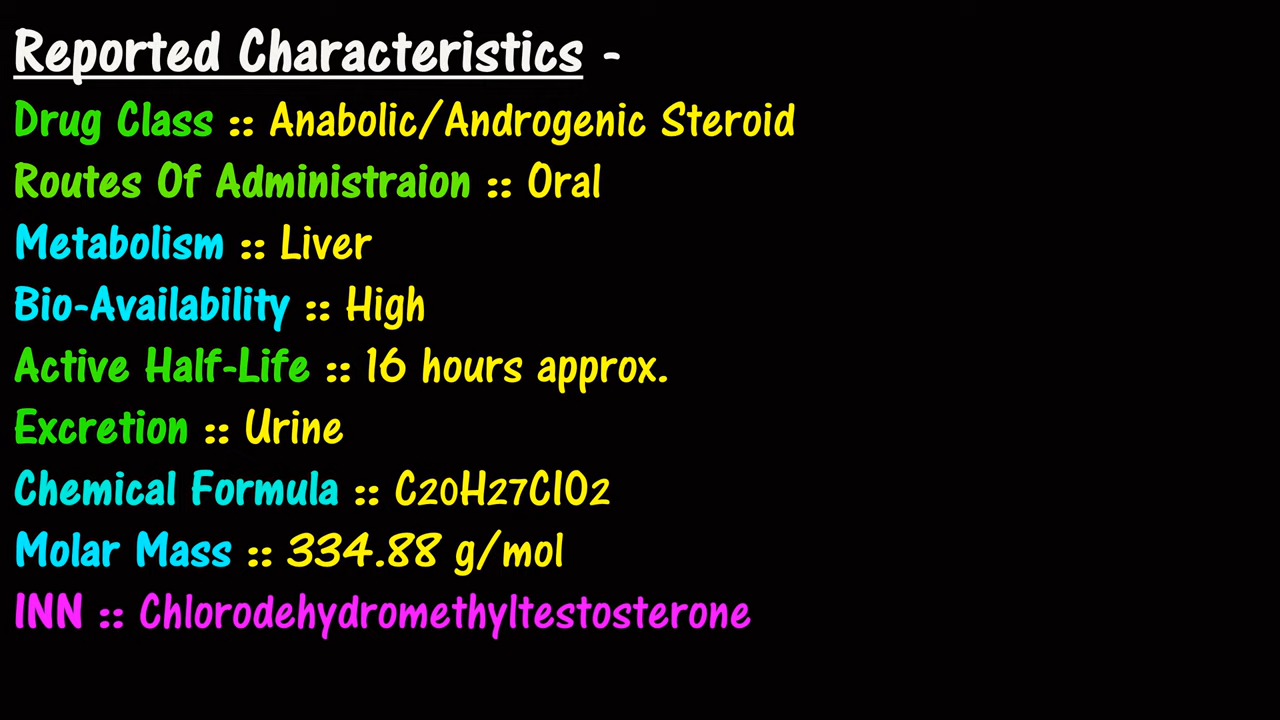 Reported Characteristics -
Drug Class :: Anabolic/Androgenic Steroid
Routes Of Administraion :: Oral
Metabolism :: Liver
Bio-Availability :: High
Active Half-Life :: 16 hours approx.
Excretion :: Urine
Chemical Formula :: C20H27ClO2
Molar Mass :: 334.88 g/mol
INN :: Chlorodehydromethyltestosterone